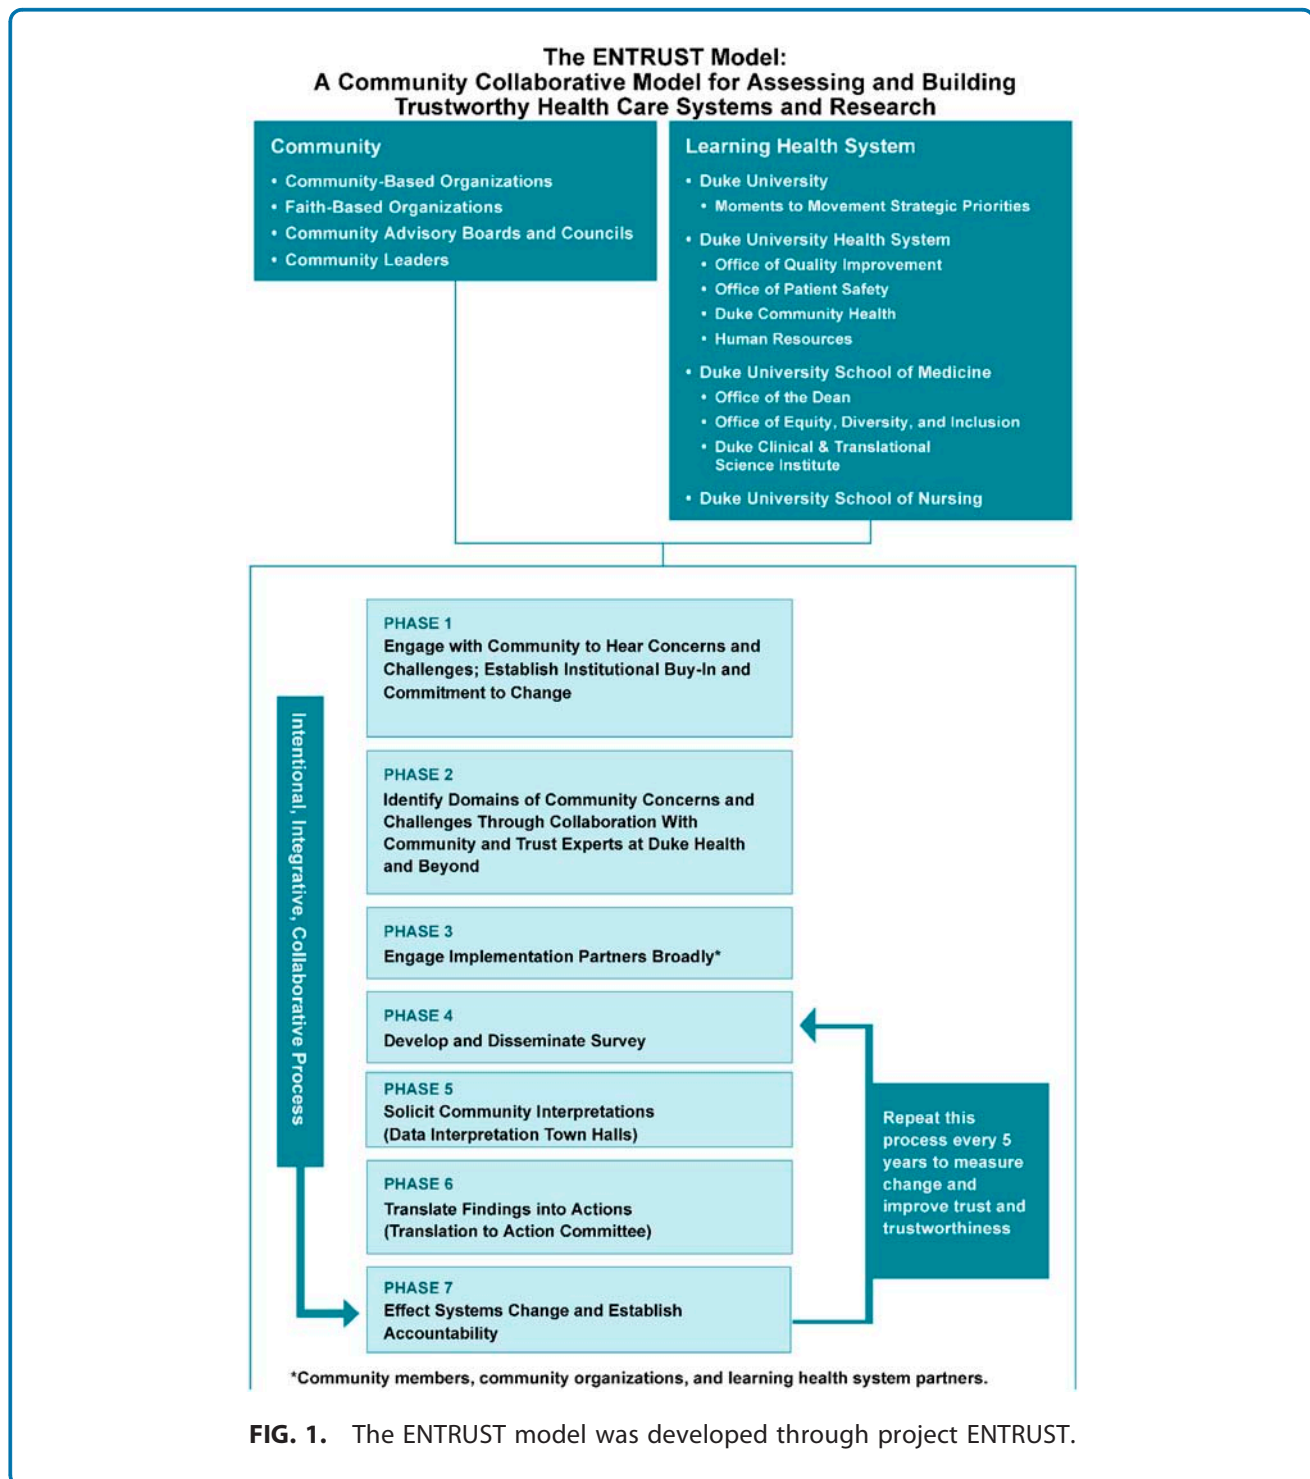 The ENTRUST Model:
A Community Collaborative Model for Assessing and Building
Trustworthy Health Care Systems and Research
Community
• Community-Based Organizations
• Faith-Based Organizations
• Community Advisory Boards and Councils
• Community Leaders
Learning Health System
• Duke University
• Moments to Movement Strategic Priorities
• Duke University Health System
• Office of Quality Improvement
• Office of Patient Safety
• Duke Community Health
• Human Resources
• Duke University School of Medicine
• Office of the Dean
• Office of Equity, Diversity, and Inclusion
• Duke Clinical & Translational
Science Institute
• Duke University School of Nursing
Intentional, Integrative, Collaborative Process
PHASE 1
Engage with Community to Hear Concerns and
Challenges; Establish Institutional Buy-In and
Commitment to Change
PHASE 2
Identify Domains of Community Concerns and
Challenges Through Collaboration With
Community and Trust Experts at Duke Health
and Beyond
PHASE 3
Engage Implementation Partners Broadly*
PHASE 4
Develop and Disseminate Survey
PHASE 5
Solicit Community Interpretations
(Data Interpretation Town Halls)
PHASE 6
Translate Findings into Actions
(Translation to Action Committee)
PHASE 7
Effect Systems Change and Establish
Accountability
Repeat this
process every 5
years to measure
change and
improve trust and
trustworthiness
*Community members, community organizations, and learning health system partners.
FIG. 1. The ENTRUST model was developed through project ENTRUST.